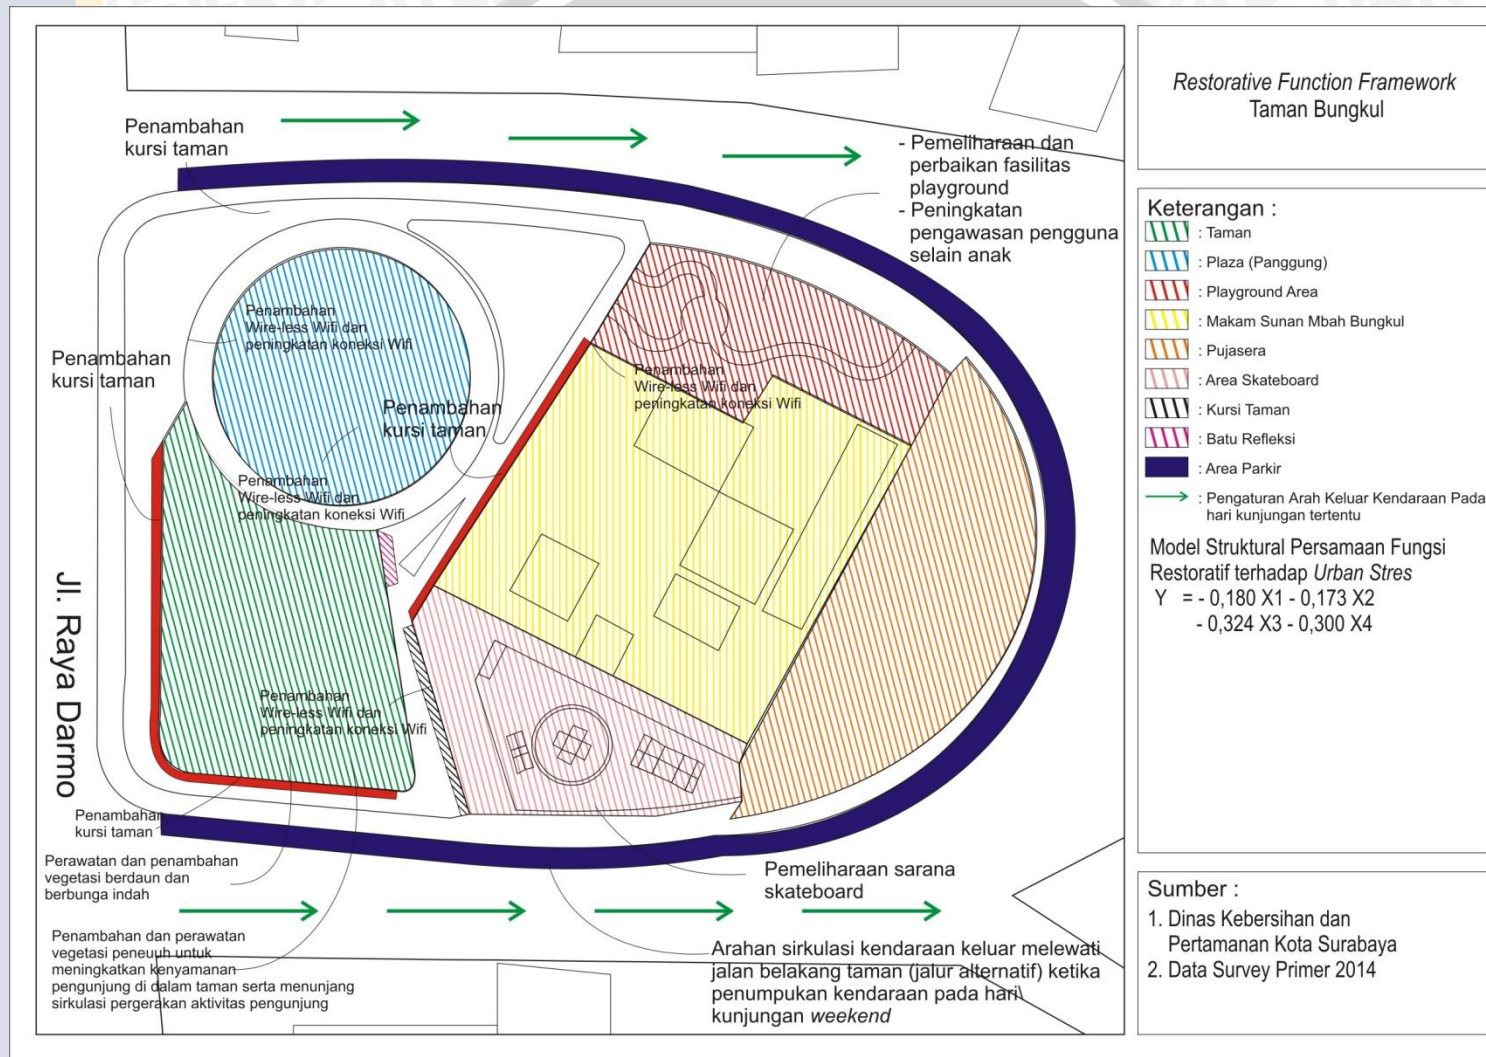 Penambahan
kursi taman
- Pemeliharaan dan
perbaikan fasilitas
playground
- Peningkatan
pengawasan pengguna
selain anak
Penambahan
Wire-less Wifi dan
peningkatan koneksi Wifi
Penambahan
kursi taman
Penambahan
Wire-less Wifi dan
peningkatan koneksi Wifi
Penambahan
kursi taman
Penambahan
Wire-less Wifi dan
peningkatan koneksi Wifi
Jl. Raya Darmo
Penambahan
Wire-less Wifi dan
peningkatan koneksi Wifi
Penambahan
kursi taman
Perawatan dan penambahan
vegetasi berdaun dan
berbunga indah
Pemeliharaan sarana
skateboard
Penambahan dan perawatan
vegetasi peneuuh untuk
meningkatkan kenyamanan
pengunjung di dalam taman serta menunjang
sirkulasi pergerakan aktivitas pengunjung
Arahan sirkulasi kendaraan keluar melewati
jalan belakang taman (jalur alternatif) ketika
penumpukan kendaraan pada hari\
kunjungan weekend
Restorative Function Framework
Taman Bungkul
Keterangan :
: Taman
: Plaza (Panggung)
: Playground Area
: Makam Sunan Mbah Bungkul
: Pujasera
: Area Skateboard
: Kursi Taman
: Batu Refleksi
: Area Parkir
: Pengaturan Arah Keluar Kendaraan Pada
hari kunjungan tertentu
Model Struktural Persamaan Fungsi
Restoratif terhadap Urban Stres
Y = - 0,180 X1 - 0,173 X2
- 0,324 X3 - 0,300 X4
Sumber :
1. Dinas Kebersihan dan
Pertamanan Kota Surabaya
2. Data Survey Primer 2014